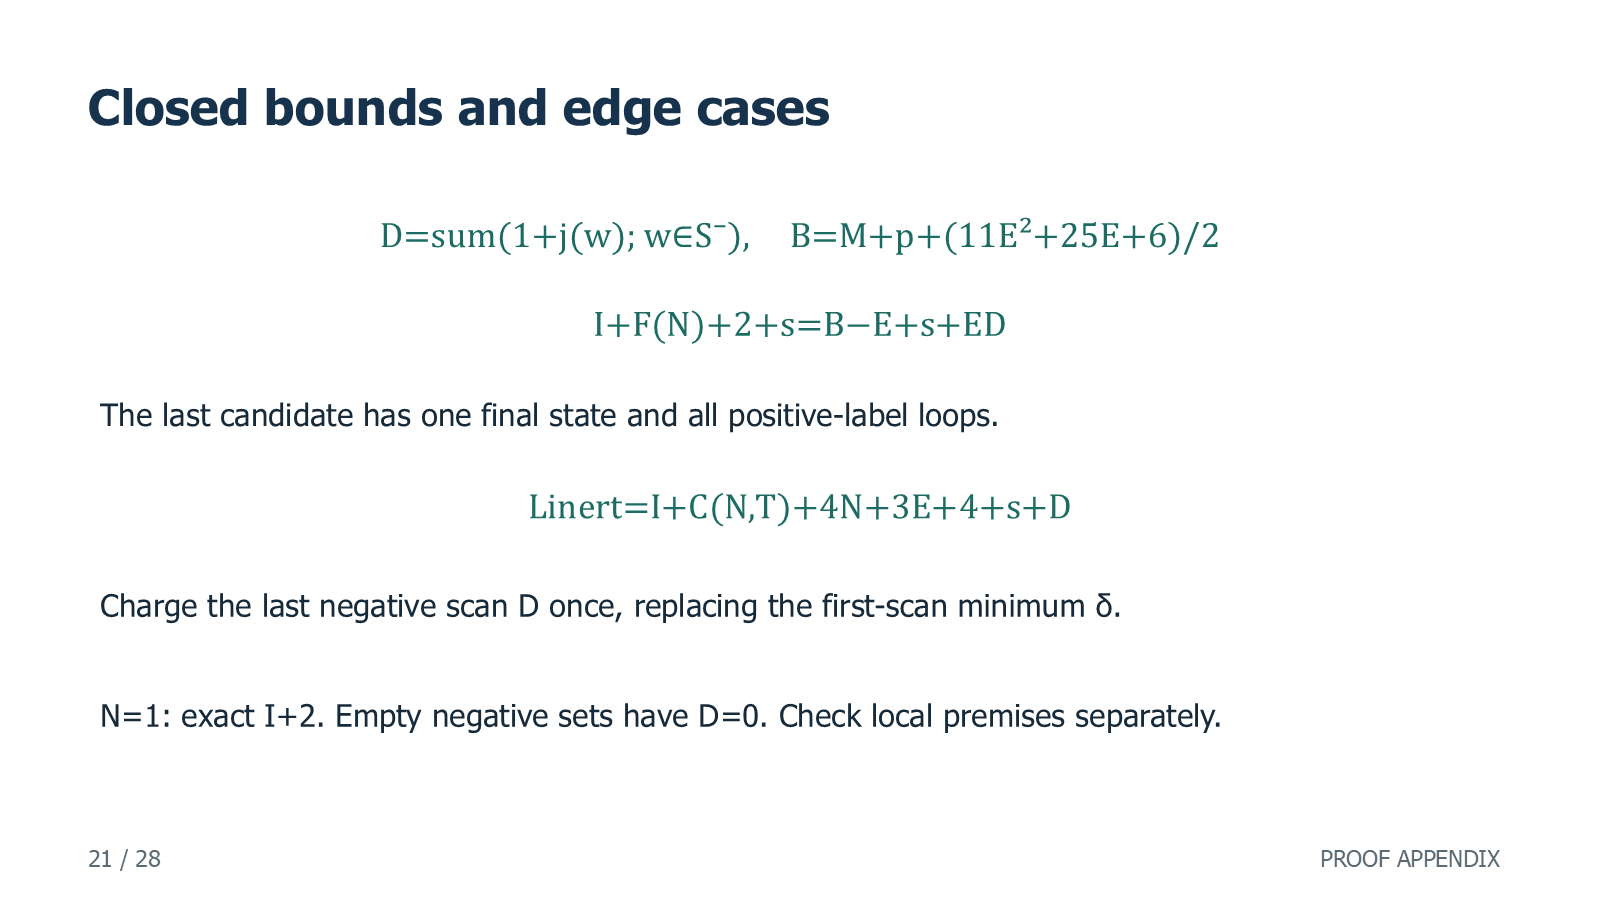 Closed bounds and edge cases
D=sum(1+j(w); w∈S⁻),    B=M+p+(11E²+25E+6)/2
I+F(N)+2+s=B−E+s+ED
The last candidate has one final state and all positive-label loops.
Linert=I+C(N,T)+4N+3E+4+s+D
Charge the last negative scan D once, replacing the first-scan minimum δ.
N=1: exact I+2. Empty negative sets have D=0. Check local premises separately.
21 / 28
PROOF APPENDIX